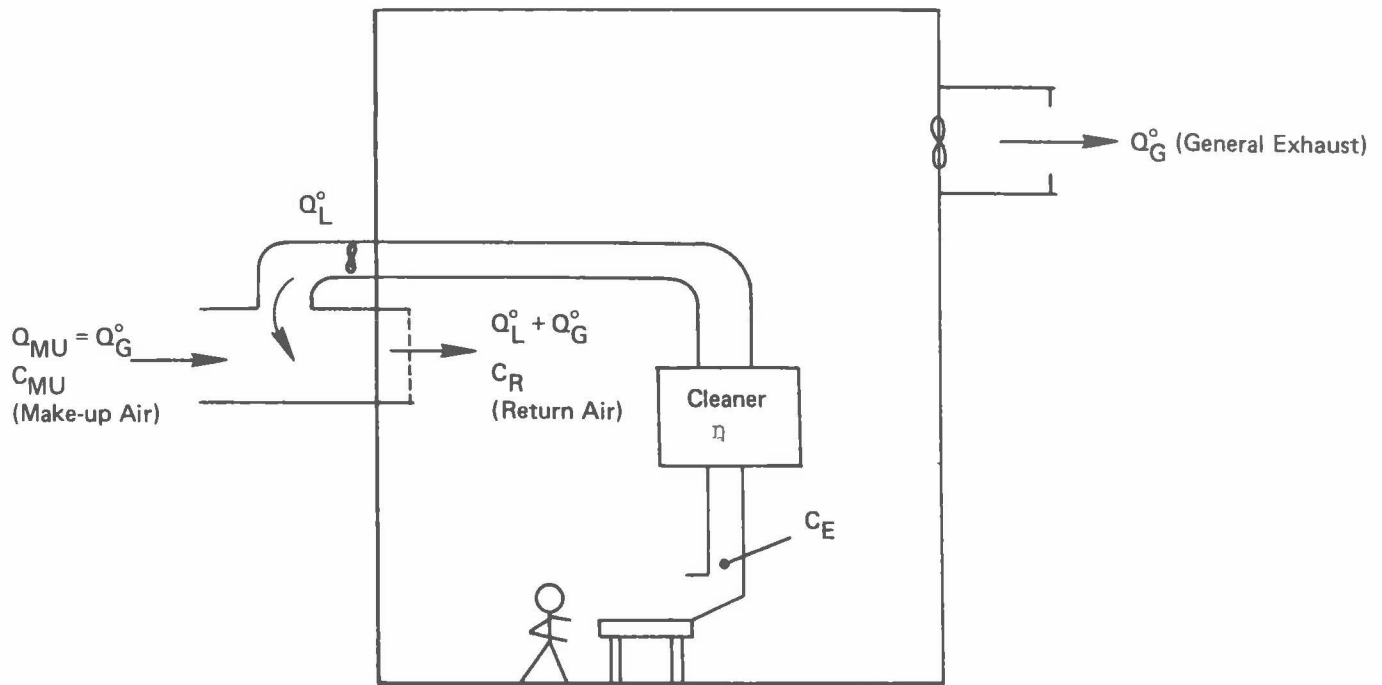 Q°G (General Exhaust)
Q°L
QMU = Q°G
CMU
(Make-up Air)
Q°L + Q°G
CR
(Return Air)
Cleaner
η
CE